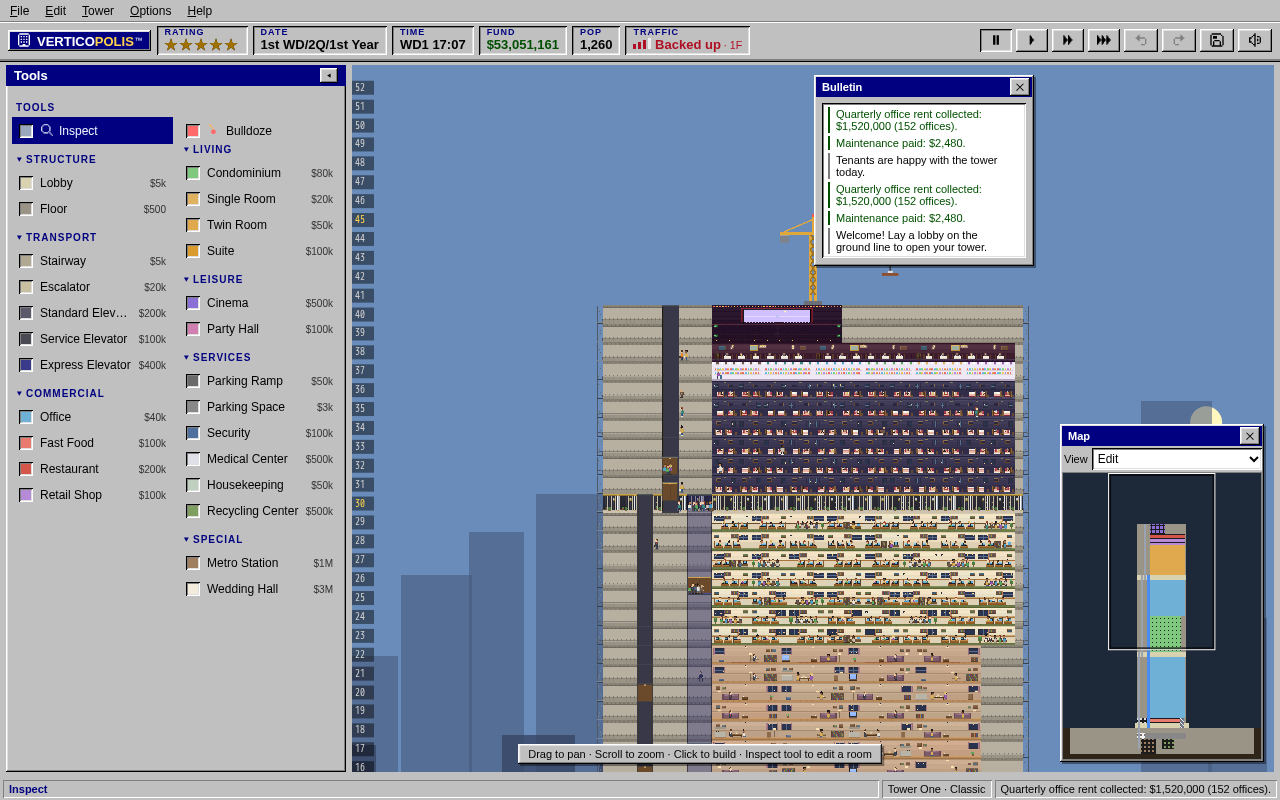 File Edit Tower Options Help
VERTICOPOLIS™
RATING
DATE
1st WD/2Q/1st Year
TIME
WD1 17:07
FUND
$53,051,161
POP
1,260
TRAFFIC
Backed up · 1F
Tools
TOOLS
Inspect
Bulldoze
STRUCTURE
Lobby $5k
Floor $500
TRANSPORT
Stairway $5k
Escalator $20k
Standard Elev… $200k
Service Elevator $100k
Express Elevator $400k
COMMERCIAL
Office $40k
Fast Food $100k
Restaurant $200k
Retail Shop $100k
LIVING
Condominium $80k
Single Room $20k
Twin Room $50k
Suite $100k
LEISURE
Cinema $500k
Party Hall $100k
SERVICES
Parking Ramp $50k
Parking Space $3k
Security $100k
Medical Center $500k
Housekeeping $50k
Recycling Center $500k
SPECIAL
Metro Station $1M
Wedding Hall $3M
52
51
50
49
48
47
46
45
44
43
42
41
40
39
38
37
36
35
34
33
32
31
30
29
28
27
26
25
24
23
22
21
20
19
18
17
16
Bulletin
Quarterly office rent collected:
$1,520,000 (152 offices).
Maintenance paid: $2,480.
Tenants are happy with the tower
today.
Quarterly office rent collected:
$1,520,000 (152 offices).
Maintenance paid: $2,480.
Welcome! Lay a lobby on the
ground line to open your tower.
Map
View Edit
Drag to pan · Scroll to zoom · Click to build · Inspect tool to edit a room
Inspect
Tower One · Classic
Quarterly office rent collected: $1,520,000 (152 offices).